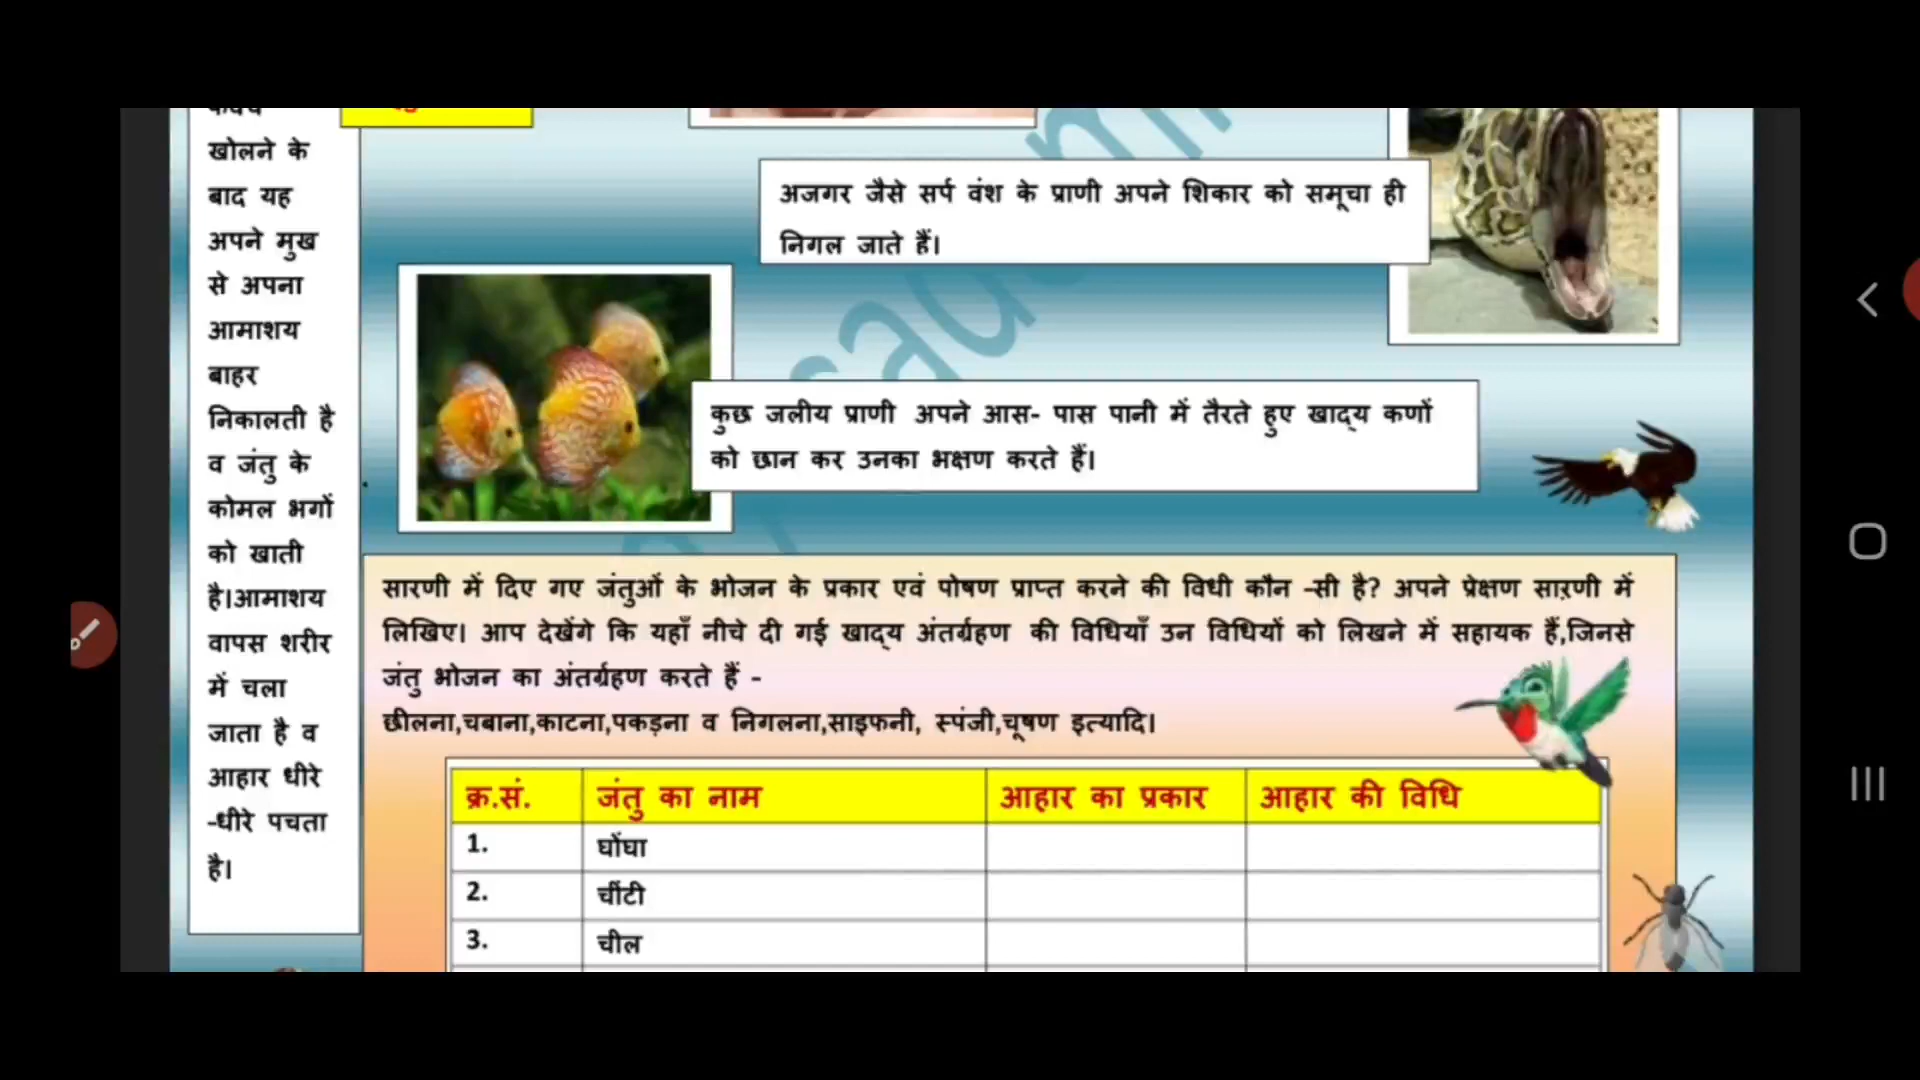 खोलने के
बाद यह
अपने मुख
से अपना
आमाशय
बाहर
निकालती है
व जंतु के
कोमल भगों
को खाती
है।आमाशय
वापस शरीर
में चला
जाता है व
आहार धीरे
-धीरे पचता
है।
अजगर जैसे सर्प वंश के प्राणी अपने शिकार को समूचा ही
निगल जाते हैं।
कुछ जलीय प्राणी अपने आस- पास पानी में तैरते हुए खाद्य कणों
को छान कर उनका भक्षण करते हैं।
सारणी में दिए गए जंतुओं के भोजन के प्रकार एवं पोषण प्राप्त करने की विधी कौन -सी है? अपने प्रेक्षण साऱणी में
लिखिए। आप देखेंगे कि यहाँ नीचे दी गई खाद्य अंतर्ग्रहण की विधियाँ उन विधियों को लिखने में सहायक हैं,जिनसे
जंतु भोजन का अंतर्ग्रहण करते हैं -
छीलना,चबाना,काटना,पकड़ना व निगलना,साइफनी, स्पंजी,चूषण इत्यादि।
क्र.सं. जंतु का नाम आहार का प्रकार आहार की विधि
1. घोंघा
2. चींटी
3. चील